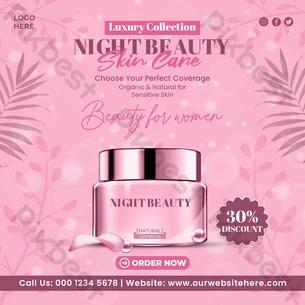 LOGO
HERE
Luxury Collection
NIGHT BEAUTY
Skin Care
Choose Your Perfect Coverage
Organic & Natural for
Sensitive Skin
Beauty for women
NIGHT BEAUTY
[NATURAL]
30%
DISCOUNT
ORDER NOW
Call Us: 000 1234 5678 | Website: www.ourwebsitehere.com